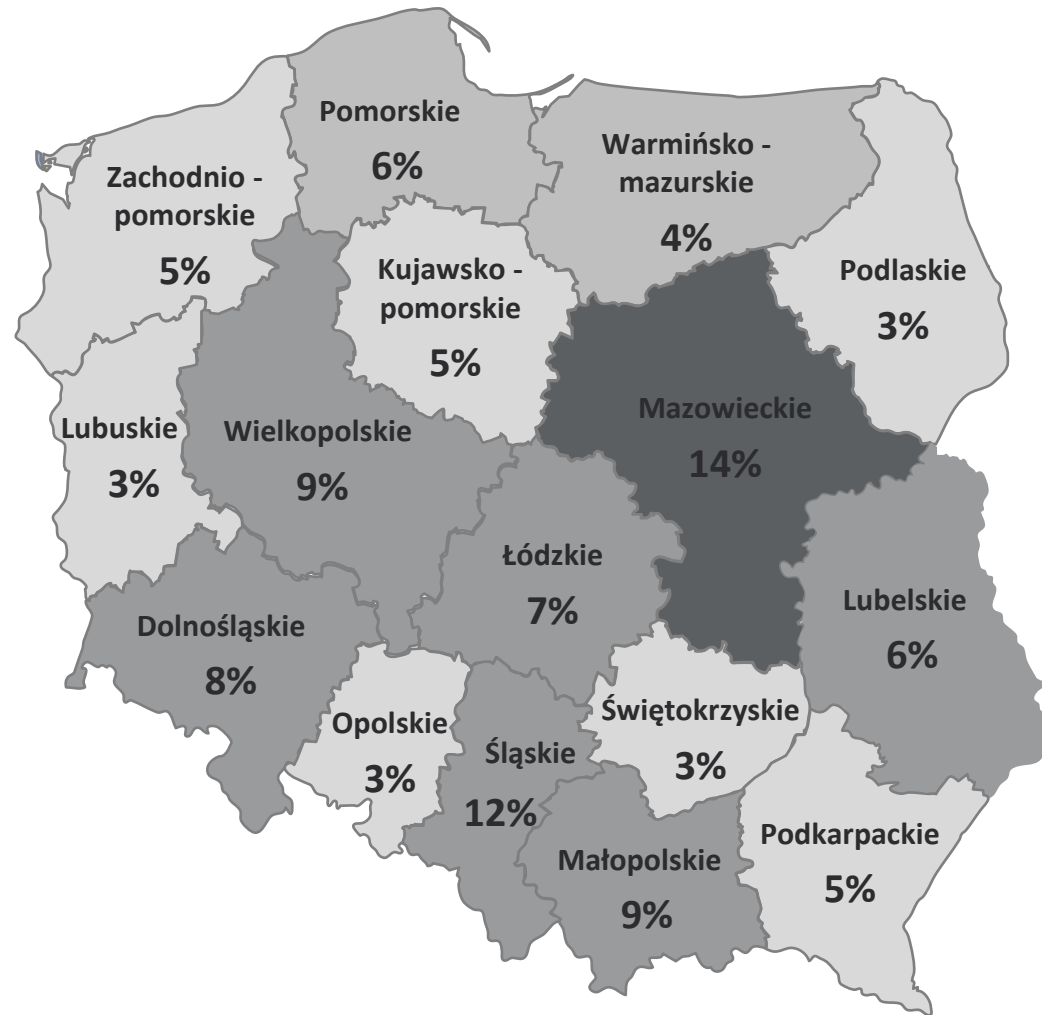 Pomorskie
6%
Warmińsko -
mazurskie
4%
Zachodnio -
pomorskie
5%
Kujawsko -
pomorskie
5%
Podlaskie
3%
Mazowieckie
14%
Lubuskie
3%
Wielkopolskie
9%
Łódzkie
7%
Lubelskie
6%
Dolnośląskie
8%
Opolskie
3%
Śląskie
12%
Świętokrzyskie
3%
Małopolskie
9%
Podkarpackie
5%